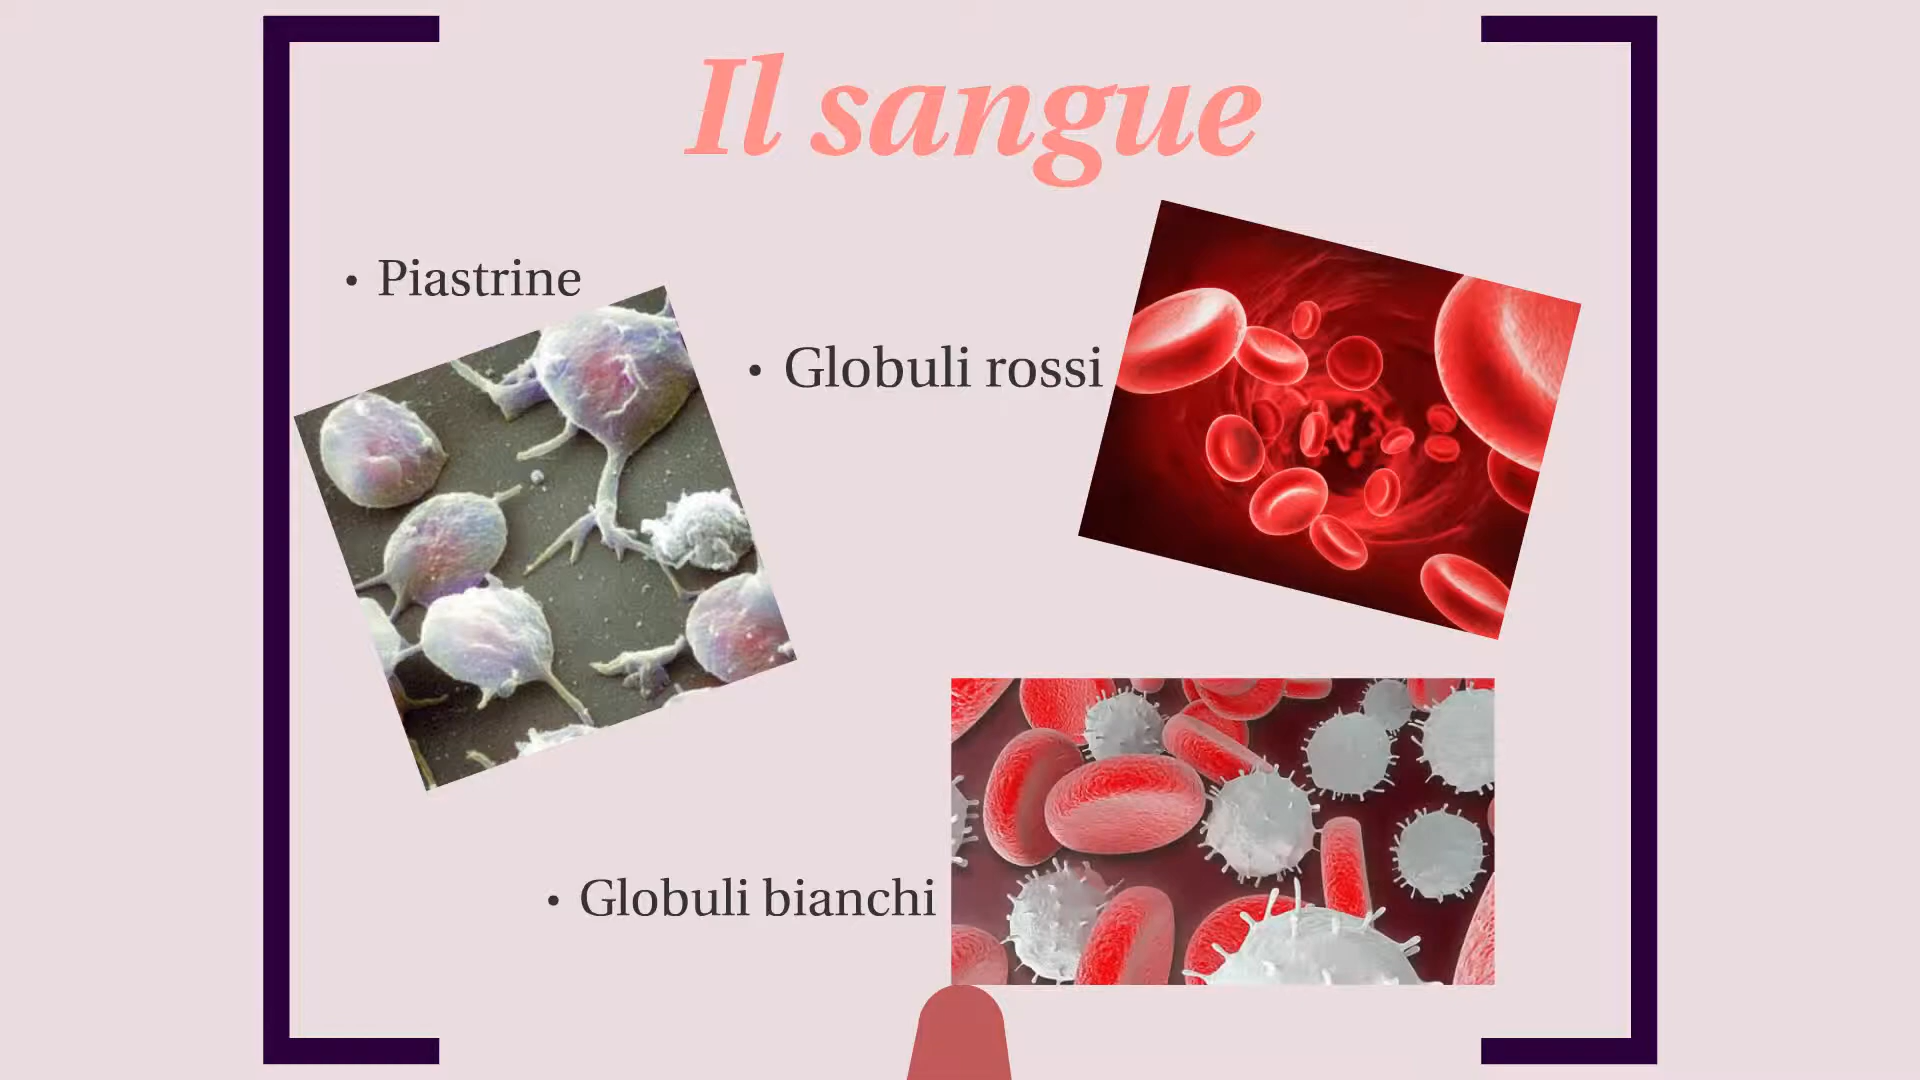 Il sangue
• Piastrine
• Globuli rossi
• Globuli bianchi